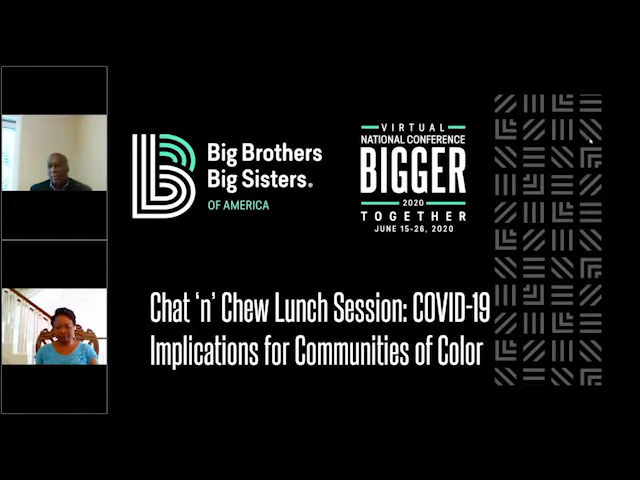 Big Brothers
Big Sisters®
OF AMERICA
VIRTUAL
NATIONAL CONFERENCE
BIGGER
2020
TOGETHER
JUNE 15-26, 2020
Chat ‘n’ Chew Lunch Session: COVID-19
Implications for Communities of Color